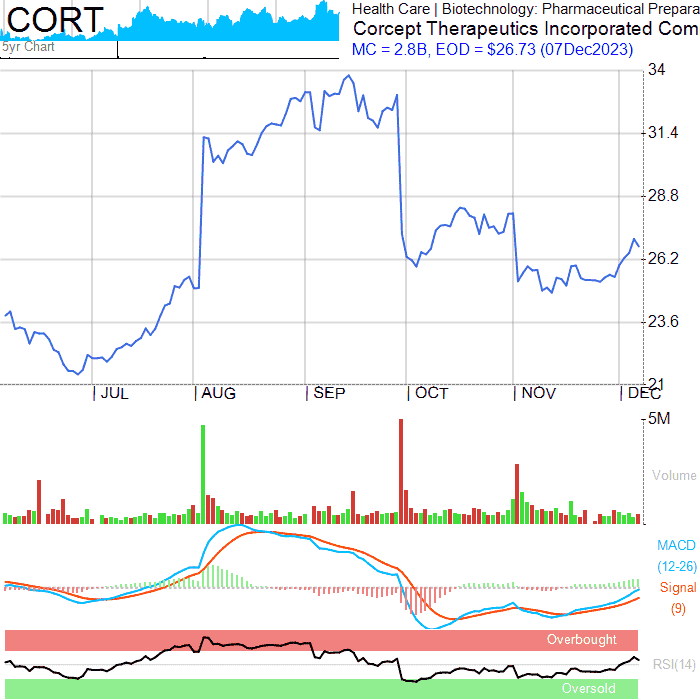 CORT
5yr Chart
Health Care | Biotechnology: Pharmaceutical Prepara
Corcept Therapeutics Incorporated Com
MC = 2.8B, EOD = $26.73 (07Dec2023)
34
31.4
28.8
26.2
23.6
21
JUL
AUG
SEP
OCT
NOV
DEC
5M
Volume
MACD
(12-26)
Signal
(9)
Overbought
RSI(14)
Oversold